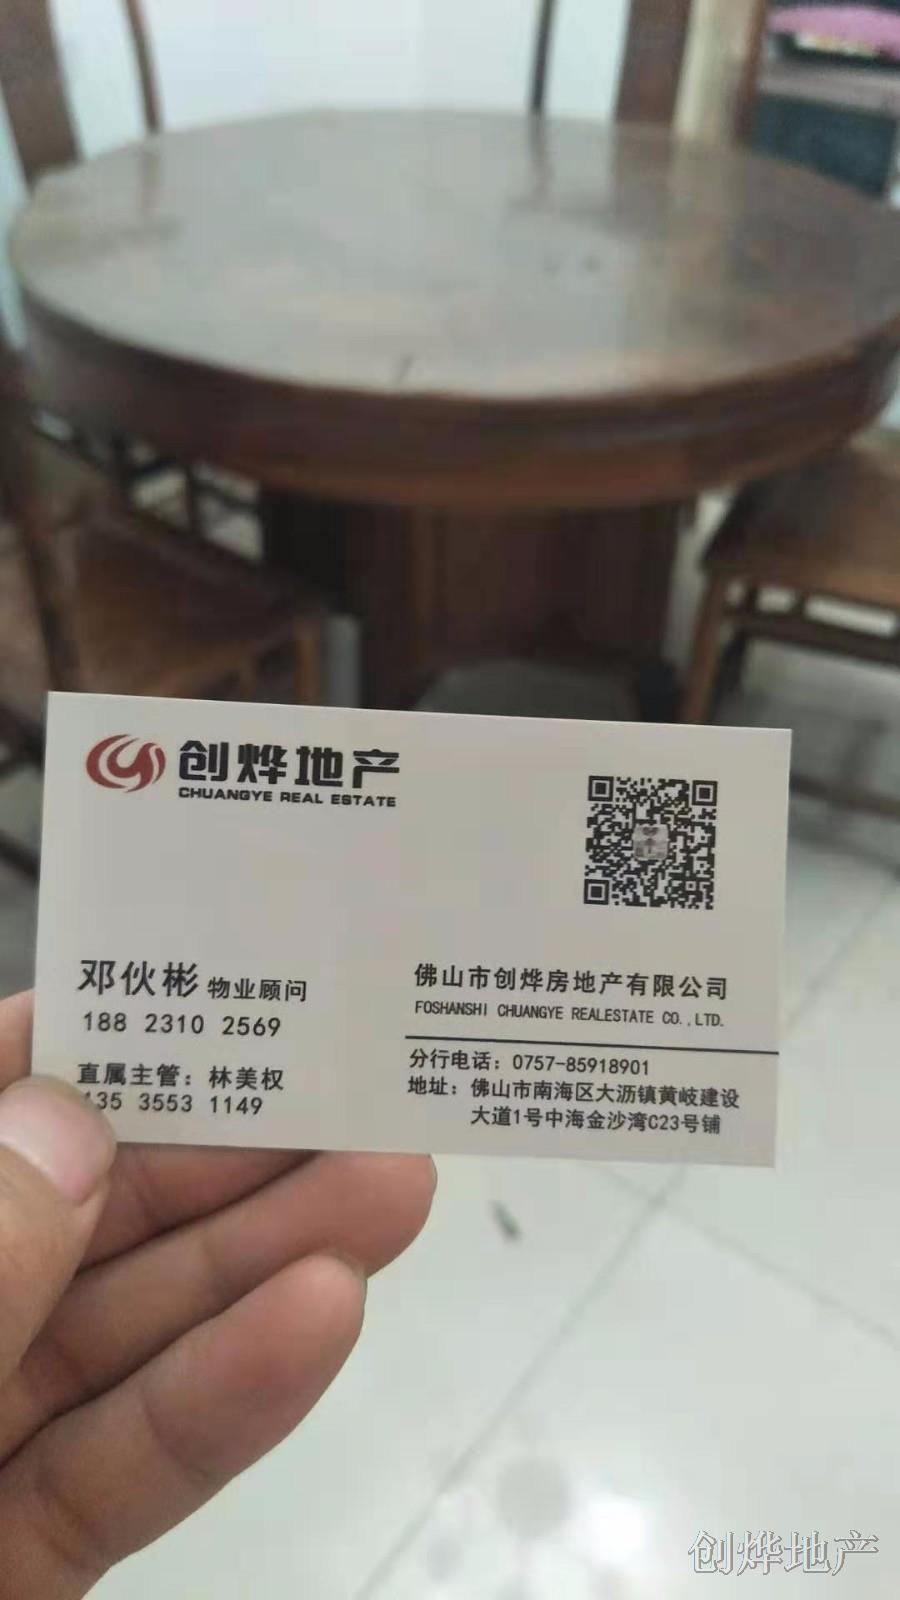 创烨地产
CHUANGYE REAL ESTATE
邓伙彬 物业顾问
188 2310 2569
直属主管：林美权
135 3553 1149
佛山市创烨房地产有限公司
FOSHANSHI CHUANGYE REALESTATE CO.,LTD.
分行电话：0757-85918901
地址：佛山市南海区大沥镇黄岐建设
大道1号中海金沙湾C23号铺
创烨地产